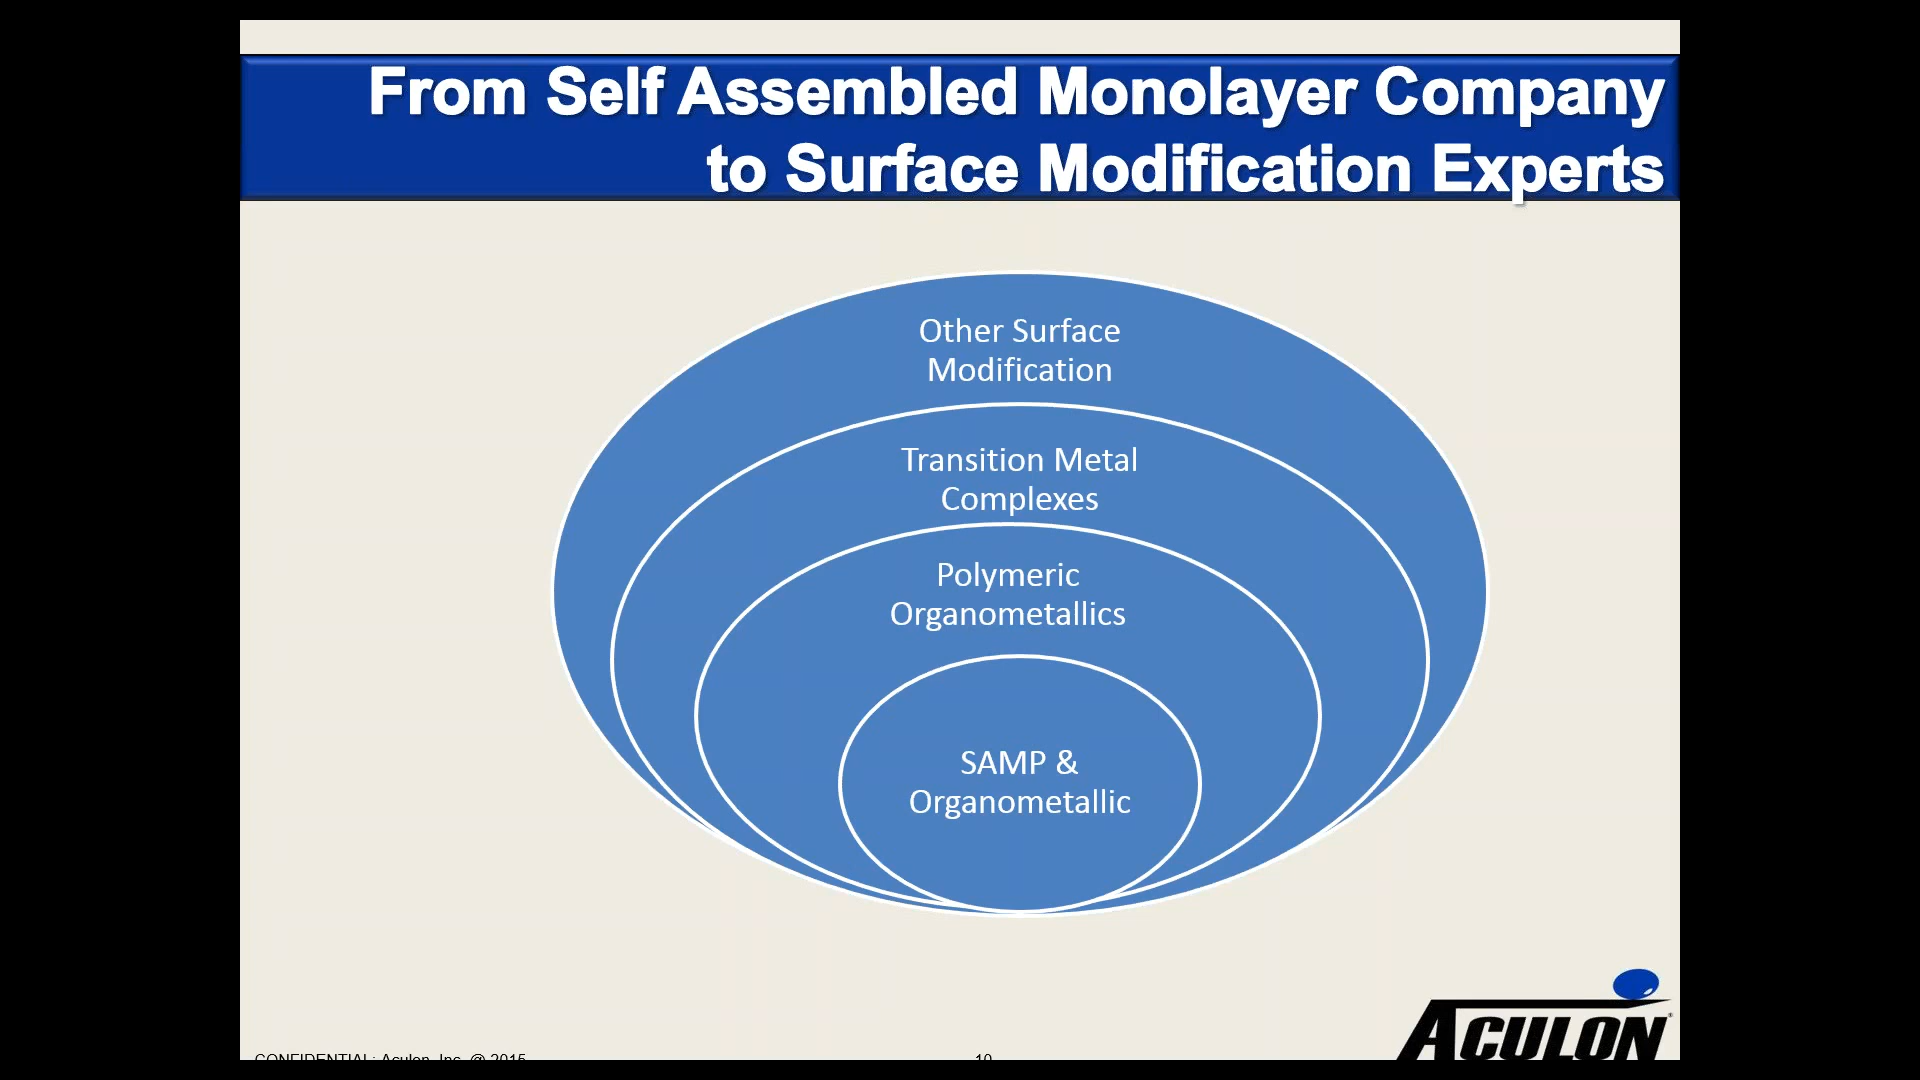 From Self Assembled Monolayer Company
to Surface Modification Experts
Other Surface
Modification
Transition Metal
Complexes
Polymeric
Organometallics
SAMP &
Organometallic
CONFIDENTIAL: Aculon, Inc. @ 2015
10
ACULON®